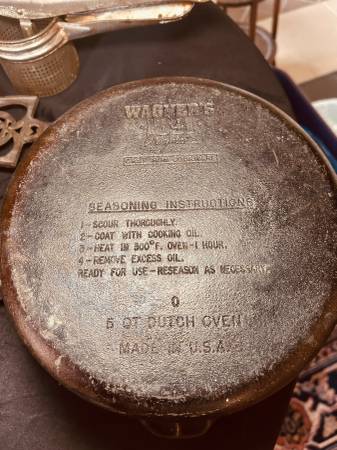 WAGNER'S
1891
SEASONING INSTRUCTIONS
1-SCOUR THOROUGHLY.
2-COAT WITH COOKING OIL.
3-HEAT IN 300°F. OVEN-1 HOUR.
4-REMOVE EXCESS OIL.
READY FOR USE-RESEASON AS NECESSARY.
0
5 QT DUTCH OVEN
MADE IN U.S.A.